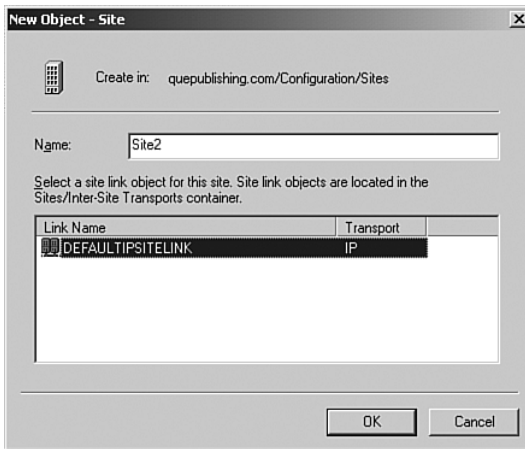 New Object - Site
Create in: quepublishing.com/Configuration/Sites
Name: Site2
Select a site link object for this site. Site link objects are located in the
Sites/Inter-Site Transports container.
Link Name Transport
DEFAULTIPSITELINK IP
OK Cancel